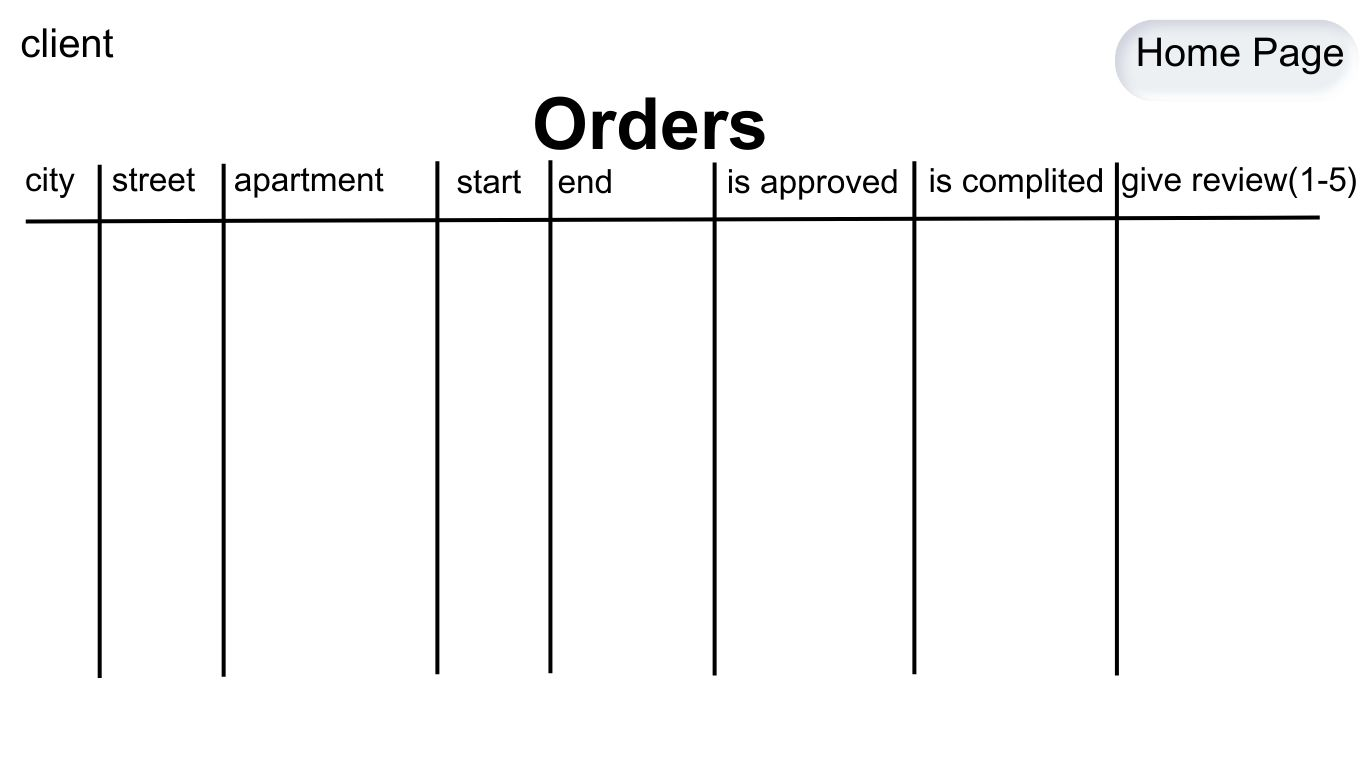 client
Home Page
Orders
city street apartment start end is approved is complited give review(1-5)